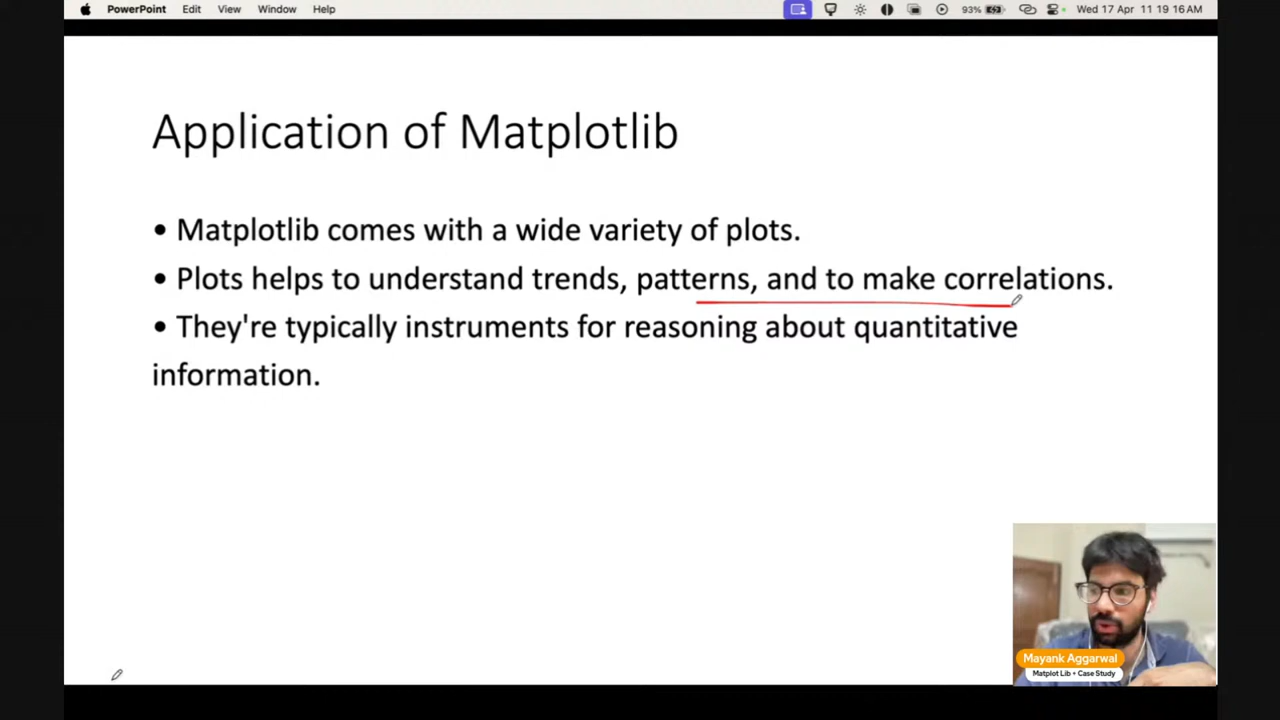 PowerPoint Edit View Window Help 93% Wed 17 Apr 11 19 16 AM
Application of Matplotlib
• Matplotlib comes with a wide variety of plots.
• Plots helps to understand trends, patterns, and to make correlations.
• They're typically instruments for reasoning about quantitative
information.
Mayank Aggarwal
Matplot Lib + Case Study